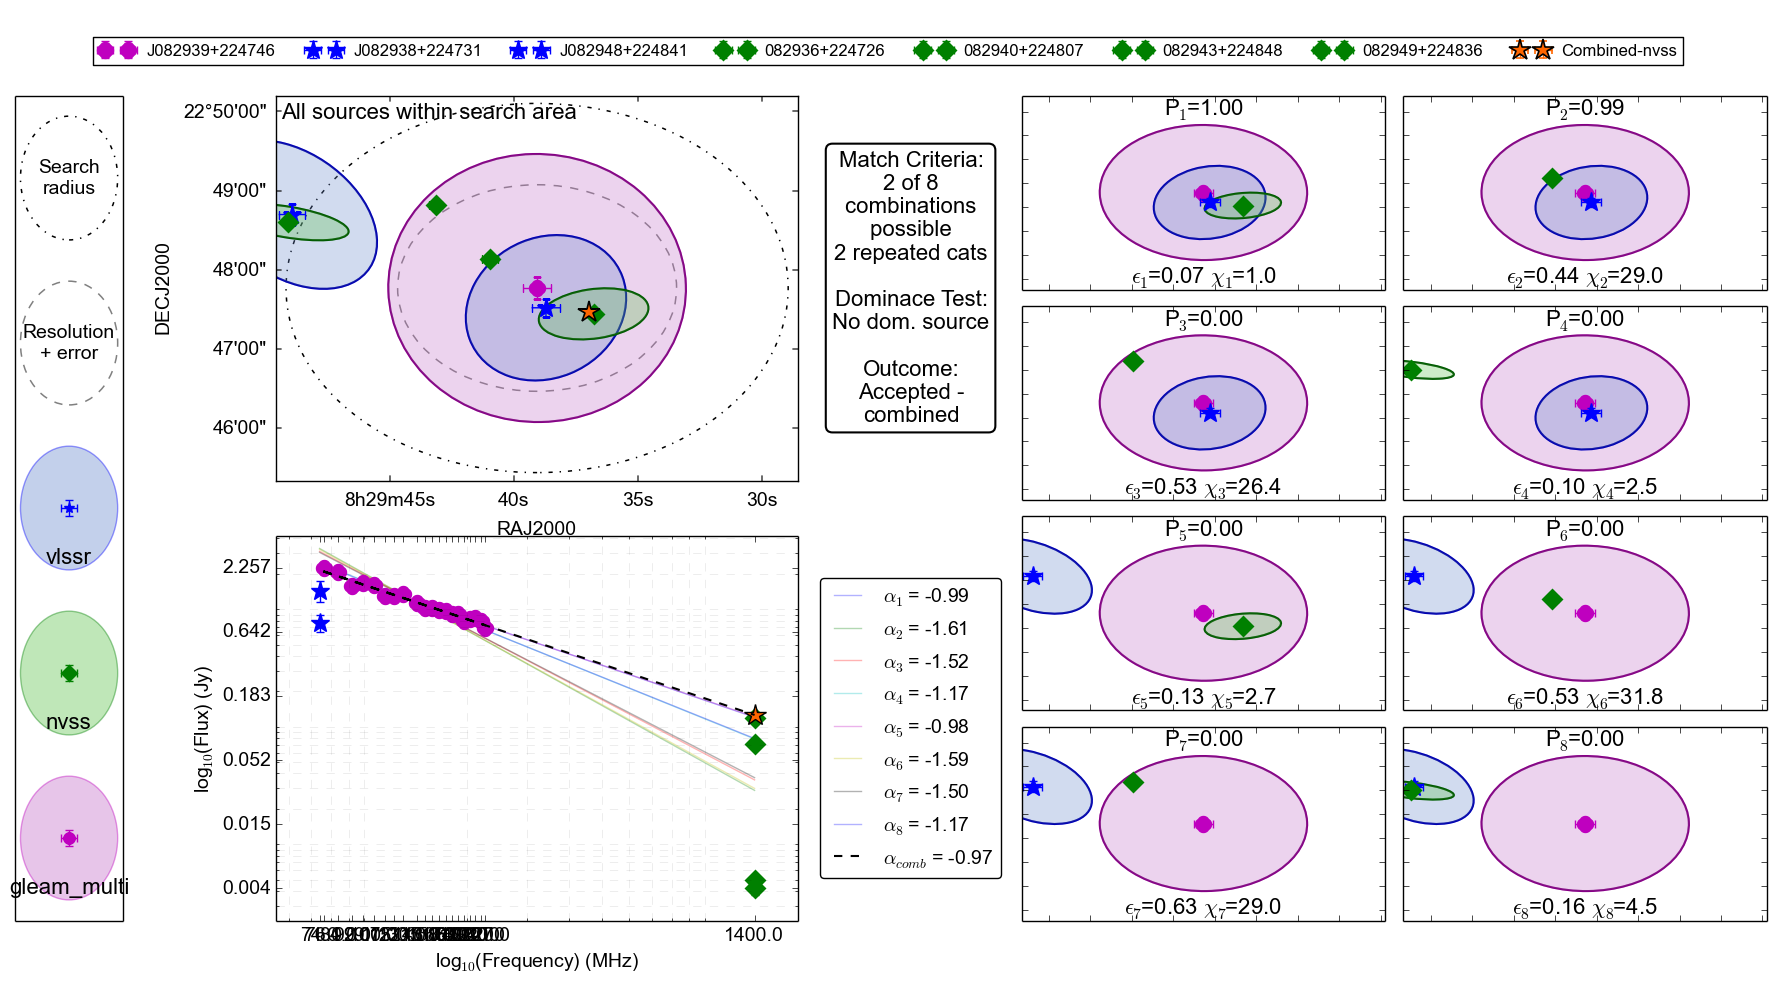 J082939+224746 J082938+224731 J082948+224841 082936+224726 082940+224807 082943+224848 082949+224836 Combined-nvss
Search
radius
Resolution
+ error
vlssr
nvss
gleam_multi
All sources within search area
22°50'00"
49'00"
48'00"
47'00"
46'00"
DECJ2000
8h29m45s 40s 35s 30s
RAJ2000
Match Criteria:
2 of 8
combinations
possible
2 repeated cats
Dominace Test:
No dom. source
Outcome:
Accepted -
combined
2.257
0.642
0.183
0.052
0.015
0.004
log10(Flux) (Jy)
1400.0
log10(Frequency) (MHz)
α1 = -0.99
α2 = -1.61
α3 = -1.52
α4 = -1.17
α5 = -0.98
α6 = -1.59
α7 = -1.50
α8 = -1.17
αcomb = -0.97
P1=1.00
ϵ1=0.07 χ1=1.0
P2=0.99
ϵ2=0.44 χ2=29.0
P3=0.00
ϵ3=0.53 χ3=26.4
P4=0.00
ϵ4=0.10 χ4=2.5
P5=0.00
ϵ5=0.13 χ5=2.7
P6=0.00
ϵ6=0.53 χ6=31.8
P7=0.00
ϵ7=0.63 χ7=29.0
P8=0.00
ϵ8=0.16 χ8=4.5